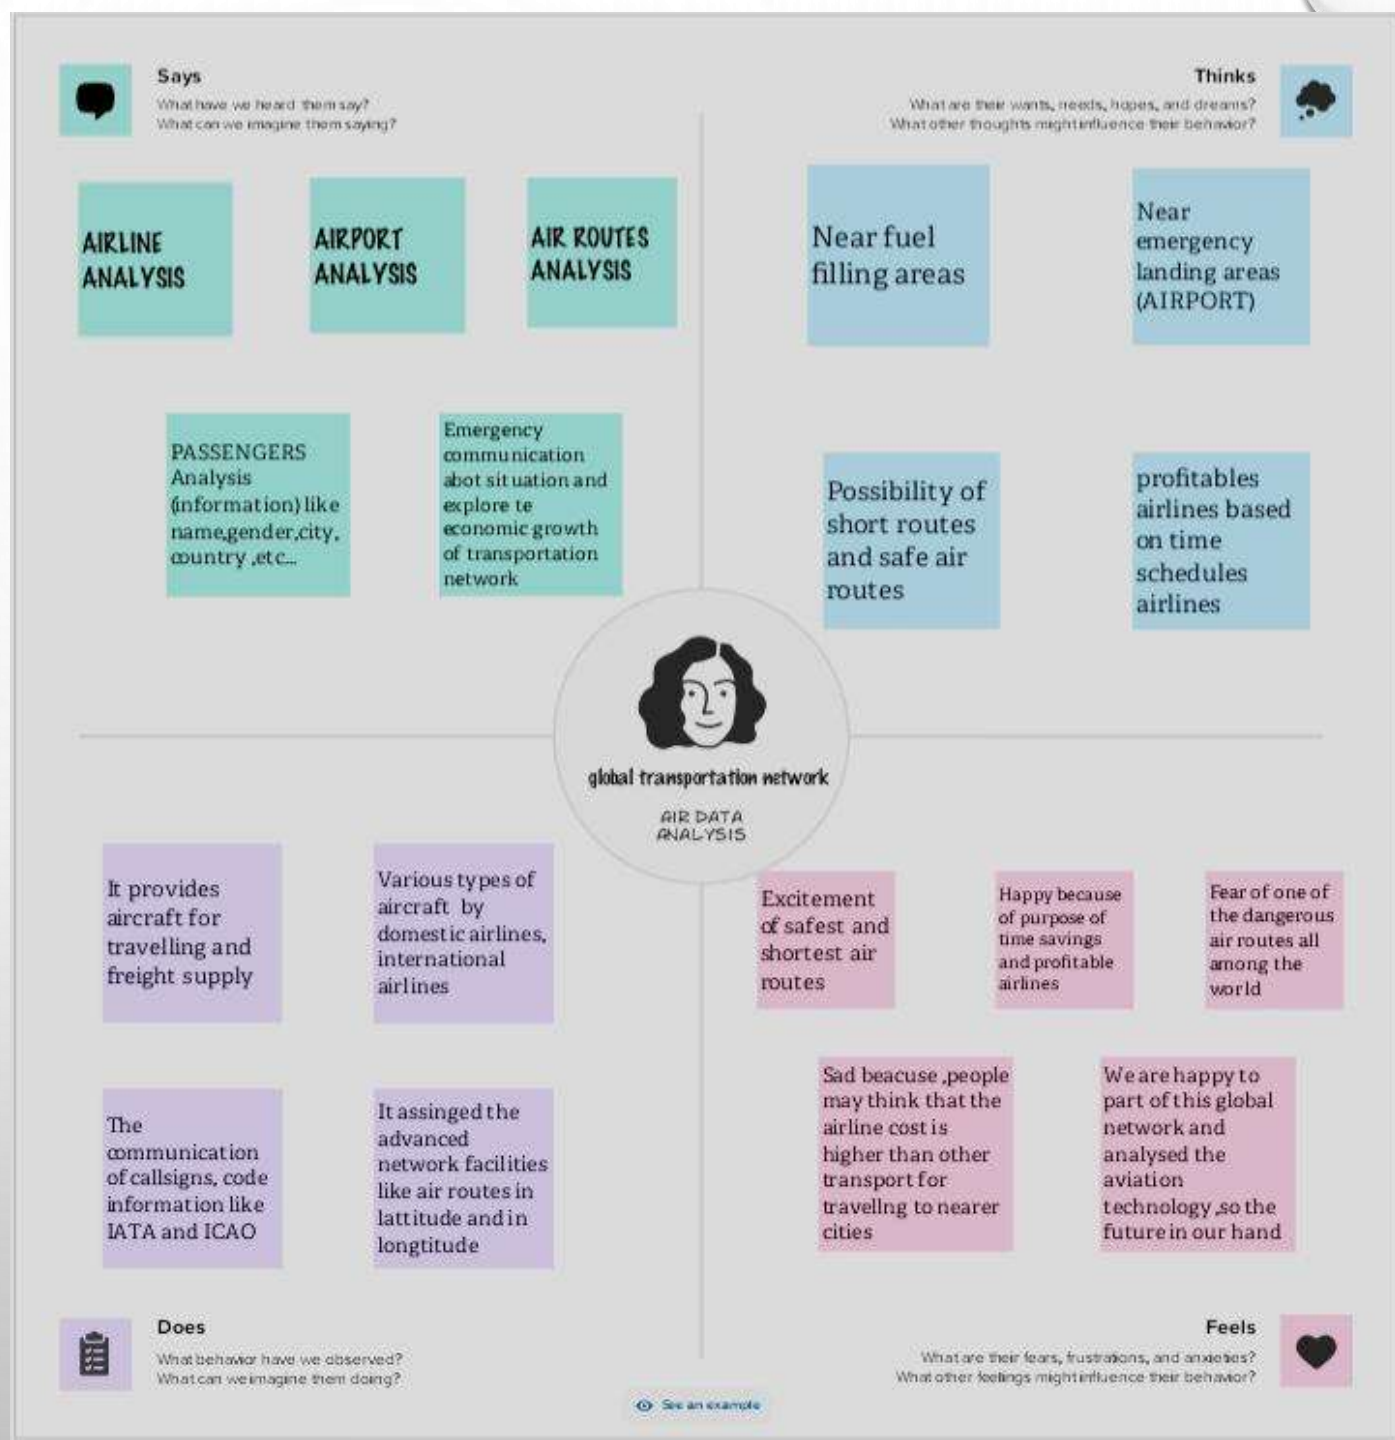 Says
What have we heard them say?
What can we imagine them saying?
Thinks
What are their wants, needs, hopes, and dreams?
What other thoughts might influence their behavior?
AIRLINE
ANALYSIS
AIRPORT
ANALYSIS
AIR ROUTES
ANALYSIS
Near fuel
filling areas
Near
emergency
landing areas
(AIRPORT)
PASSENGERS
Analysis
(information) like
name,gender,city,
country ,etc...
Emergency
communication
abot situation and
explore te
economic growth
of transportation
network
Possibility of
short routes
and safe air
routes
profitables
airlines based
on time
schedules
airlines
global transportation network
AIR DATA
ANALYSIS
It provides
aircraft for
travelling and
freight supply
Various types of
aircraft by
domestic airlines,
international
airlines
Excitement
of safest and
shortest air
routes
Happy because
of purpose of
time savings
and profitable
airlines
Fear of one of
the dangerous
air routes all
among the
world
The
communication
of callsigns, code
information like
IATA and ICAO
It assinged the
advanced
network facilities
like air routes in
lattitude and in
longtitude
Sad beacuse ,people
may think that the
airline cost is
higher than other
transport for
travelng to nearer
cities
We are happy to
part of this global
network and
analysed the
aviation
technology ,so the
future in our hand
Does
What behavior have we observed?
What can we imagine them doing?
Feels
What are their fears, frustrations, and anxieties?
What other feelings might influence their behavior?
See an example